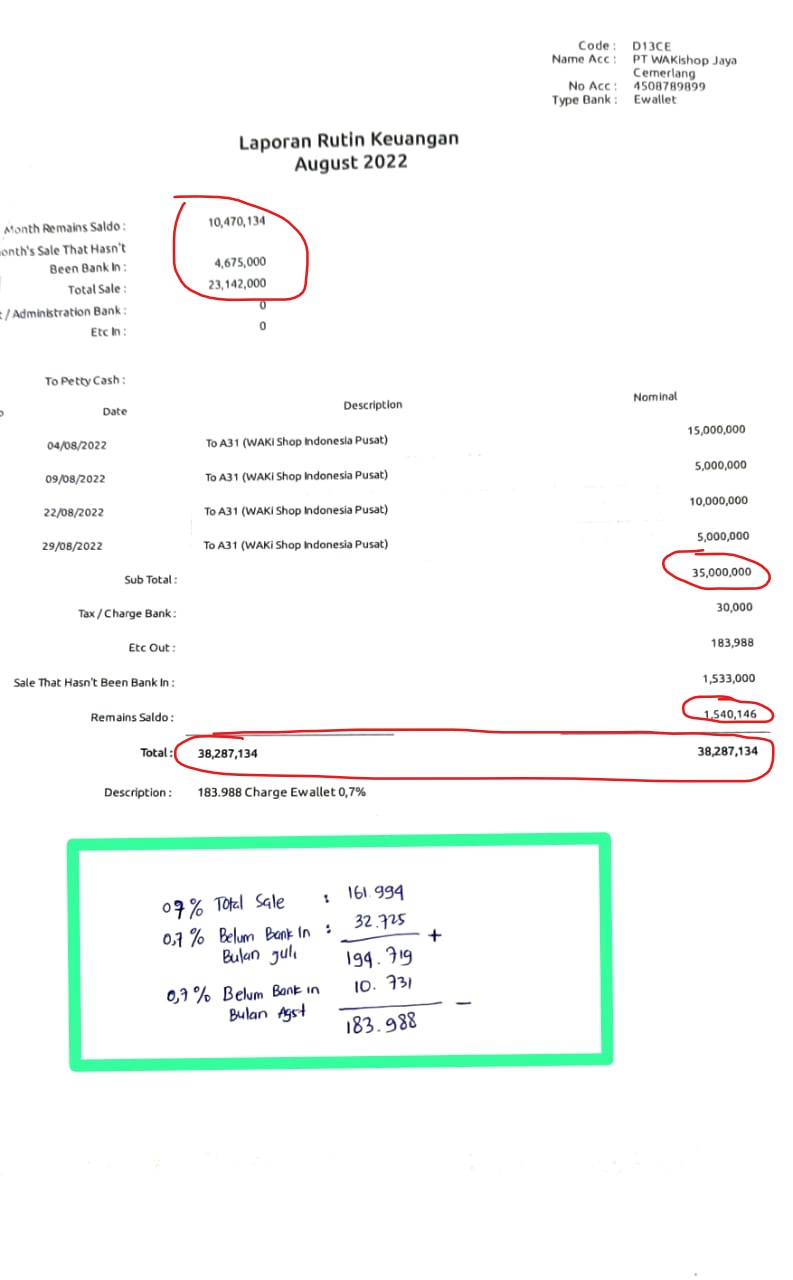 Code : D13CE
Name Acc : PT WAKishop Jaya
Cemerlang
No Acc : 4508789899
Type Bank : Ewallet
Laporan Rutin Keuangan
August 2022
Month Remains Saldo : 10,470,134
onth's Sale That Hasn't
Been Bank In : 4,675,000
Total Sale : 23,142,000
/ Administration Bank : 0
Etc In : 0
To Petty Cash :
Date Description Nominal
04/08/2022 To A31 (WAKi Shop Indonesia Pusat) 15,000,000
09/08/2022 To A31 (WAKi Shop Indonesia Pusat) 5,000,000
22/08/2022 To A31 (WAKi Shop Indonesia Pusat) 10,000,000
29/08/2022 To A31 (WAKi Shop Indonesia Pusat) 5,000,000
Sub Total : 35,000,000
Tax / Charge Bank : 30,000
Etc Out : 183,988
Sale That Hasn't Been Bank In : 1,533,000
Remains Saldo : 1,540,146
Total : 38,287,134 38,287,134
Description : 183.988 Charge Ewallet 0,7%
07% Total Sale : 161.994
0,7% Belum Bank In : 32.725 +
Bulan Juli 194.719
0,7% Belum Bank in 10.731 −
Bulan Agst 183.988